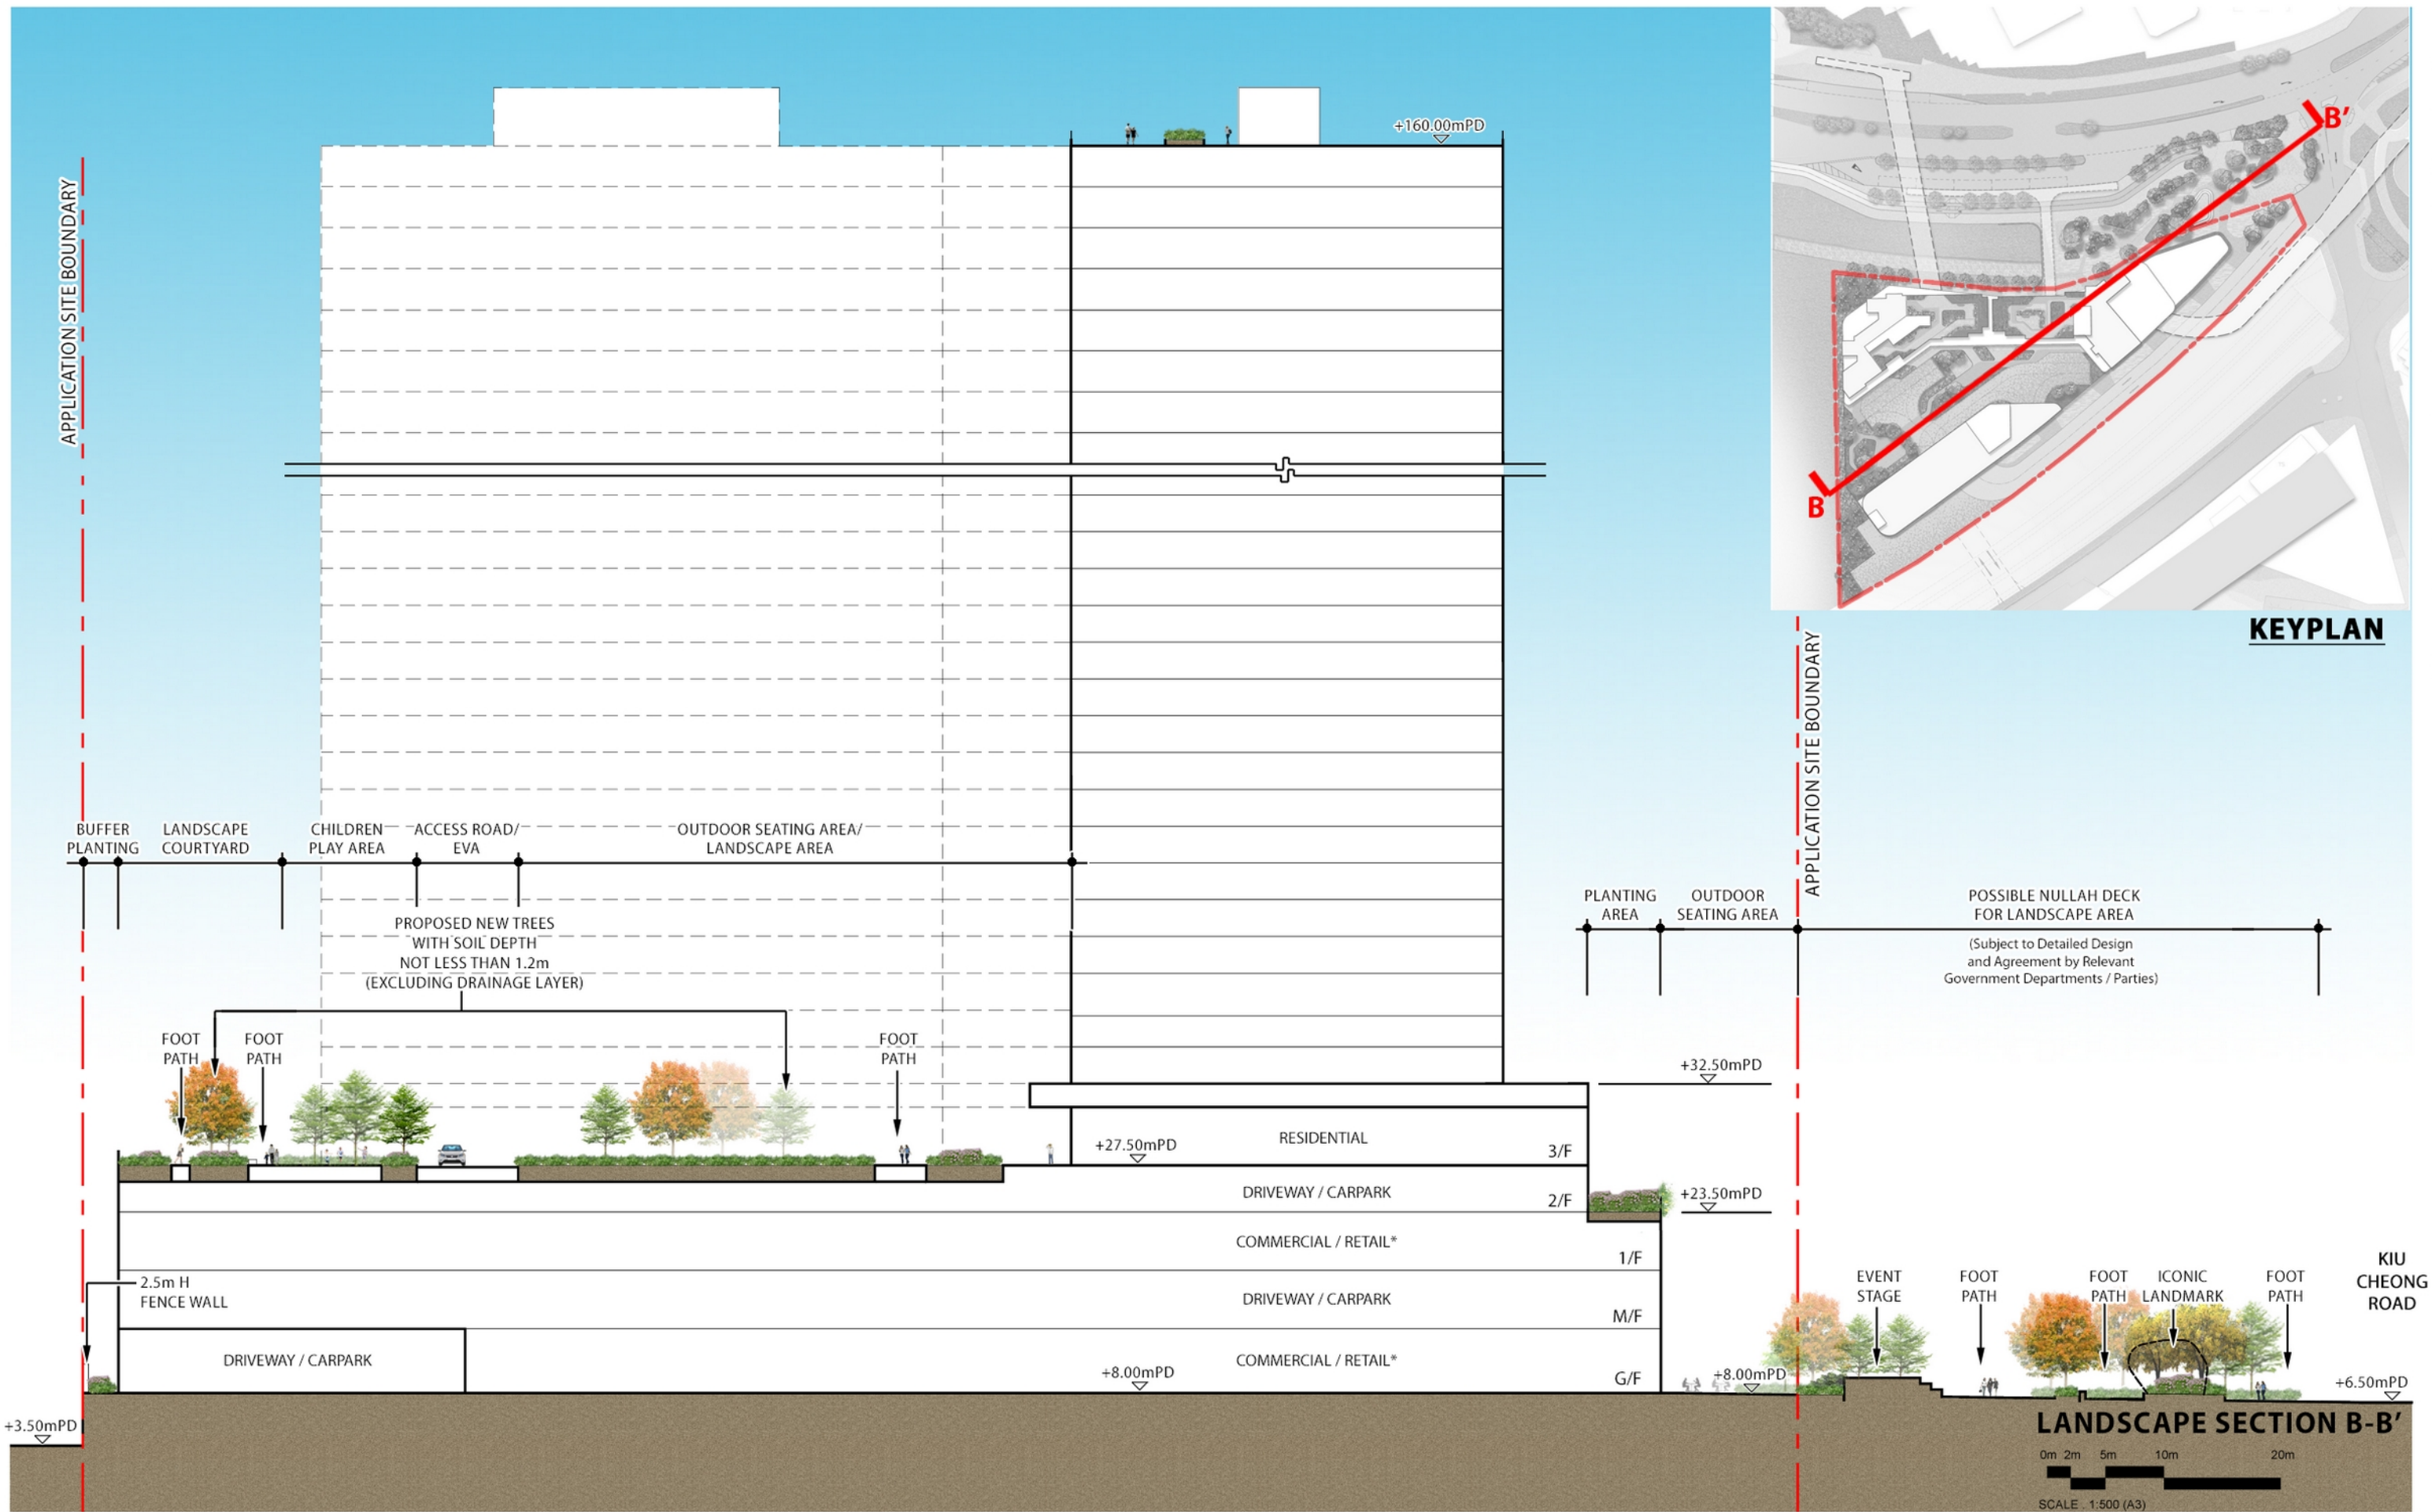 APPLICATION SITE BOUNDARY
+160.00mPD
B'
B
KEYPLAN
APPLICATION SITE BOUNDARY
BUFFER
PLANTING
LANDSCAPE
COURTYARD
CHILDREN
PLAY AREA
ACCESS ROAD/
EVA
OUTDOOR SEATING AREA/
LANDSCAPE AREA
PLANTING
AREA
OUTDOOR
SEATING AREA
POSSIBLE NULLAH DECK
FOR LANDSCAPE AREA
(Subject to Detailed Design
and Agreement by Relevant
Government Departments / Parties)
PROPOSED NEW TREES
WITH SOIL DEPTH
NOT LESS THAN 1.2m
(EXCLUDING DRAINAGE LAYER)
FOOT
PATH
FOOT
PATH
FOOT
PATH
+32.50mPD
+27.50mPD
RESIDENTIAL
3/F
DRIVEWAY / CARPARK
2/F
+23.50mPD
COMMERCIAL / RETAIL*
1/F
2.5m H
FENCE WALL
DRIVEWAY / CARPARK
M/F
DRIVEWAY / CARPARK
+8.00mPD
COMMERCIAL / RETAIL*
G/F
+8.00mPD
EVENT
STAGE
FOOT
PATH
FOOT
PATH
ICONIC
LANDMARK
FOOT
PATH
KIU
CHEONG
ROAD
+6.50mPD
+3.50mPD
LANDSCAPE SECTION B-B'
0m 2m 5m 10m 20m
SCALE . 1:500 (A3)